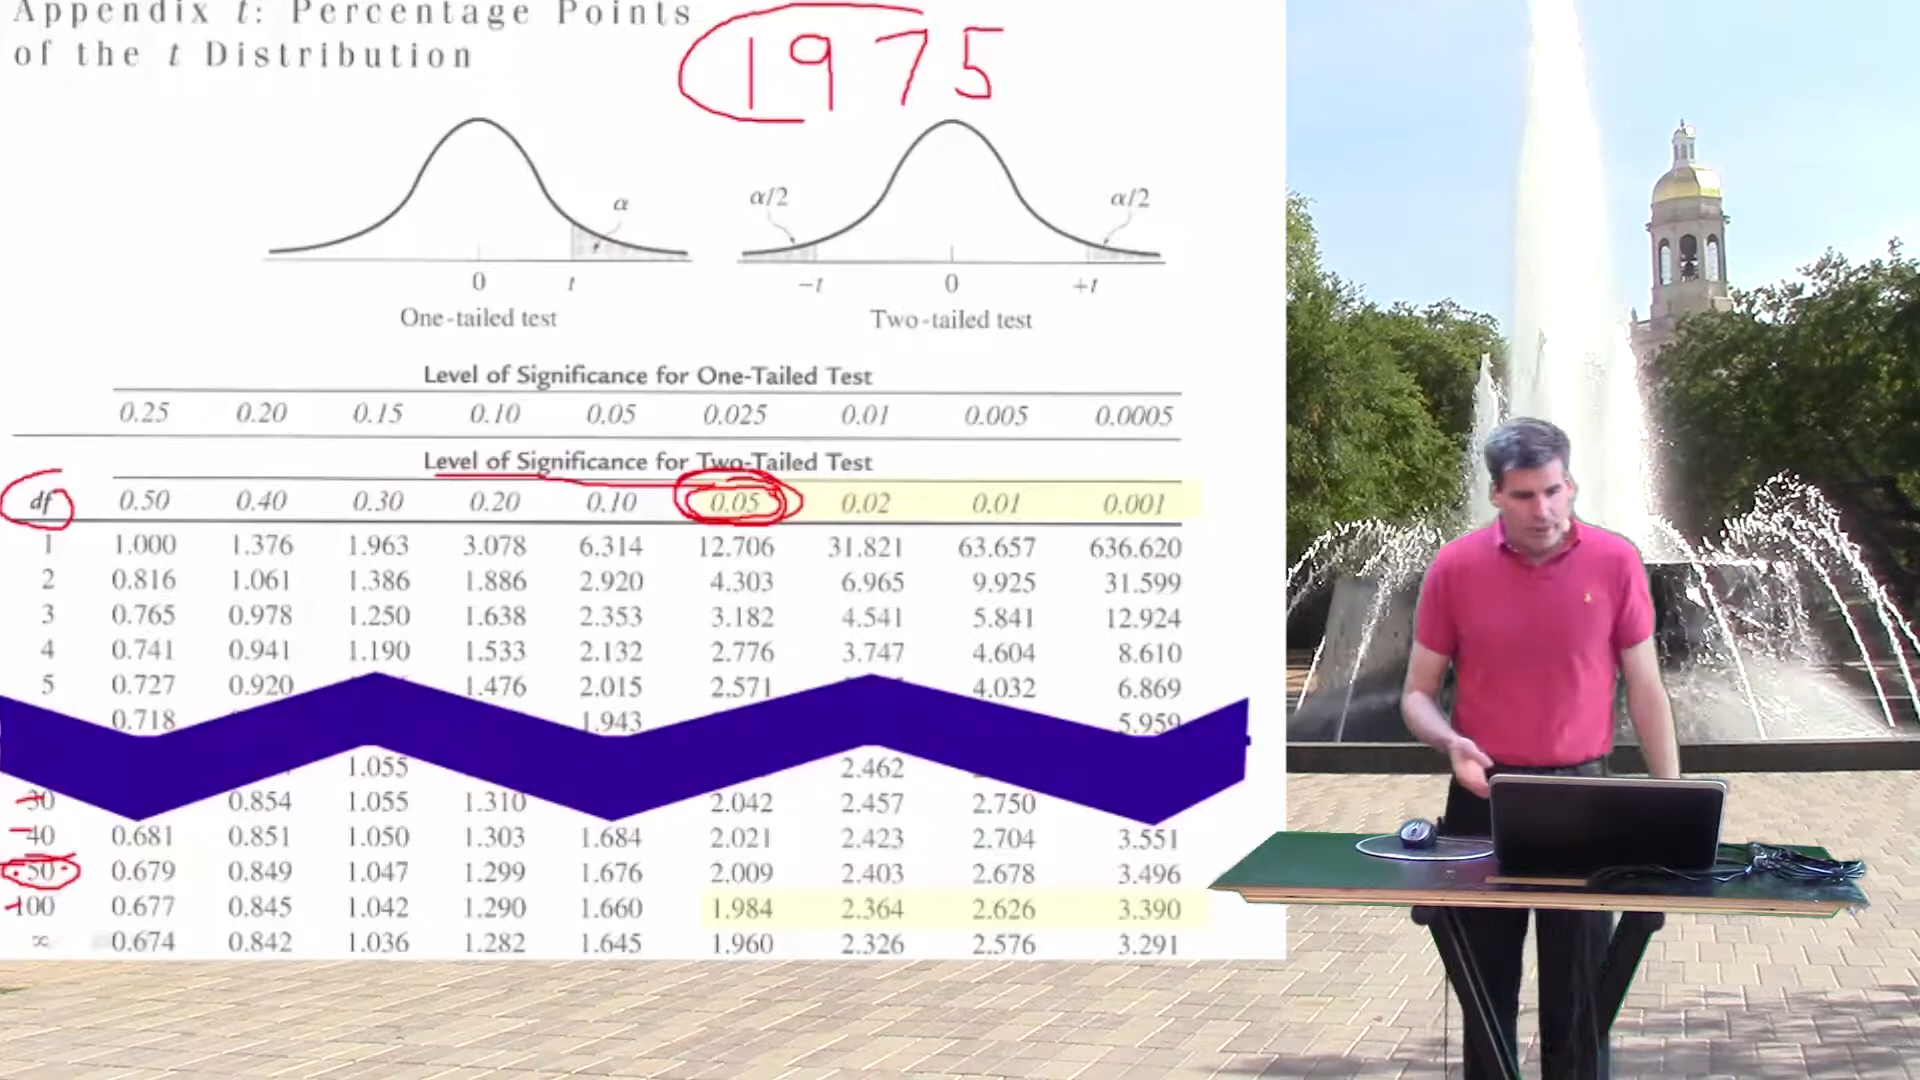 Appendix t: Percentage Points
of the t Distribution
1975
α
α/2
α/2
0
t
−t
0
+t
One-tailed test
Two-tailed test
Level of Significance for One-Tailed Test
0.25 0.20 0.15 0.10 0.05 0.025 0.01 0.005 0.0005
Level of Significance for Two-Tailed Test
df 0.50 0.40 0.30 0.20 0.10 0.05 0.02 0.01 0.001
1 1.000 1.376 1.963 3.078 6.314 12.706 31.821 63.657 636.620
2 0.816 1.061 1.386 1.886 2.920 4.303 6.965 9.925 31.599
3 0.765 0.978 1.250 1.638 2.353 3.182 4.541 5.841 12.924
4 0.741 0.941 1.190 1.533 2.132 2.776 3.747 4.604 8.610
5 0.727 0.920 1.476 2.015 2.571 4.032 6.869
0.718 1.943 5.959
1.055 2.462
30 0.854 1.055 1.310 2.042 2.457 2.750
40 0.681 0.851 1.050 1.303 1.684 2.021 2.423 2.704 3.551
50 0.679 0.849 1.047 1.299 1.676 2.009 2.403 2.678 3.496
100 0.677 0.845 1.042 1.290 1.660 1.984 2.364 2.626 3.390
∞ 0.674 0.842 1.036 1.282 1.645 1.960 2.326 2.576 3.291